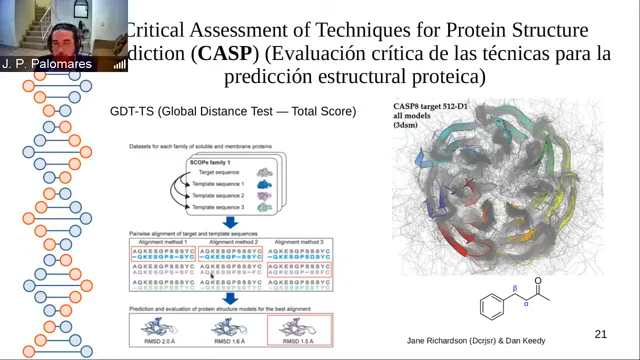 Critical Assessment of Techniques for Protein Structure
diction (CASP) (Evaluación crítica de las técnicas para la
predicción estructural proteica)
J. P. Palomares
GDT-TS (Global Distance Test — Total Score)
CASP8 target 512-D1
all models
(3dsm)
Datasets for each family of soluble and membrane proteins
SCOPe family 1
Target sequence
Template sequence 1
Template sequence 2
Template sequence 3
Pairwise alignment of target and template sequences
Alignment method 1 Alignment method 2 Alignment method 3
Prediction and evaluation of protein structure models for the best alignment
RMSD 2.0 Å RMSD 1.6 Å RMSD 1.5 Å
O
β
α
Jane Richardson (Dcrjsr) & Dan Keedy
21